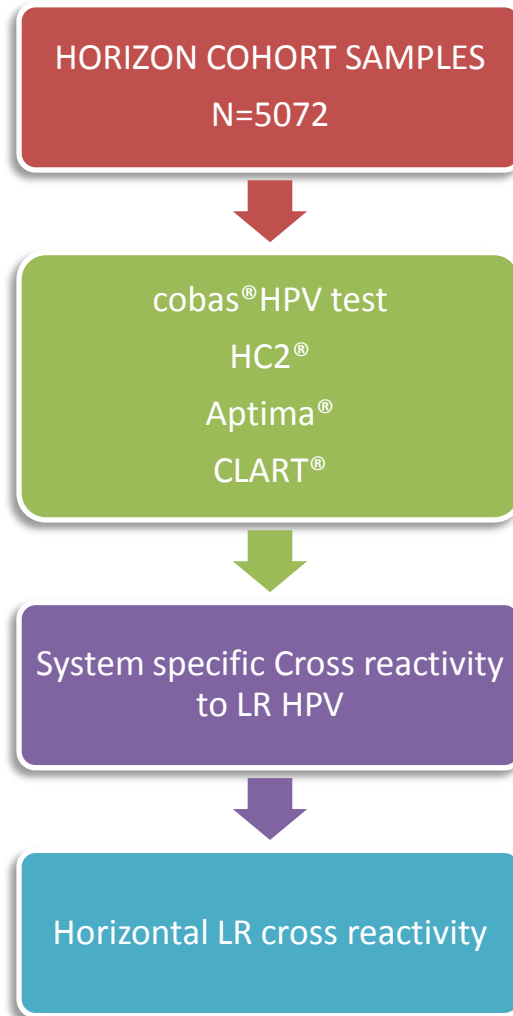 HORIZON COHORT SAMPLES
N=5072
cobas®HPV test
HC2®
Aptima®
CLART®
System specific Cross reactivity
to LR HPV
Horizontal LR cross reactivity